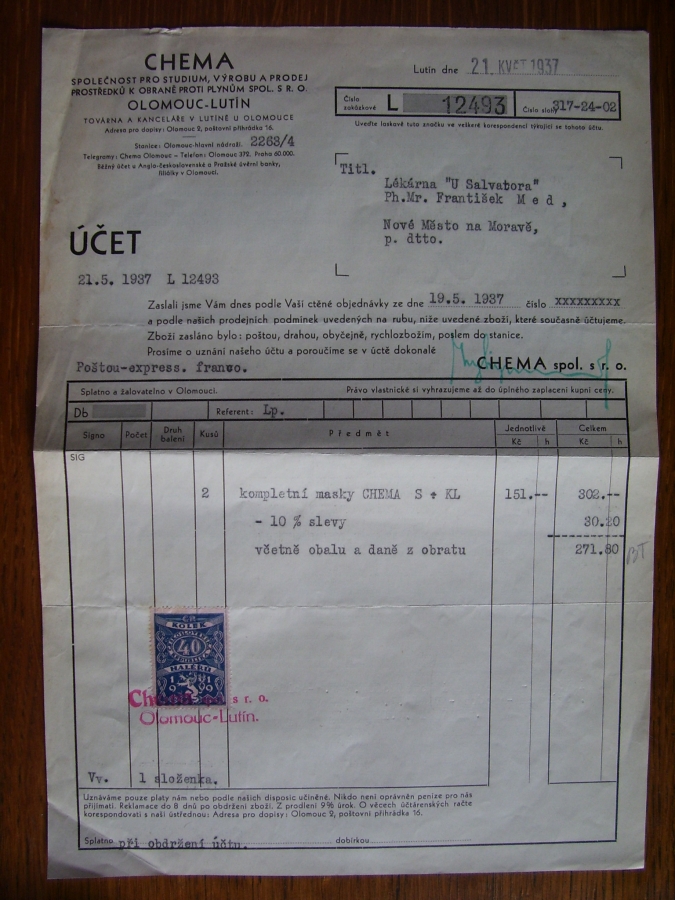 CHEMA
SPOLEČNOST PRO STUDIUM, VÝROBU A PRODEJ
PROSTŘEDKŮ K OBRANĚ PROTI PLYNŮM SPOL. S R. O.
OLOMOUC-LUTÍN
TOVÁRNA A KANCELÁŘE V LUTÍNĚ U OLOMOUCE
Adresa pro dopisy: Olomouc 2, poštovní přihrádka 16.
Stanice: Olomouc-hlavní nádraží. 2263/4
Telegramy: Chema Olomouc – Telefon: Olomouc 372, Praha 60.000.
Běžný účet u Anglo-československé a Pražské úvěrní banky,
filiálky v Olomouci.
Lutín dne 21. KVĚT 1937
Číslo zakázkové L 12493 Číslo složky 317-24-02
Uveďte laskavě tuto značku ve veškeré korespondenci týkající se tohoto účtu.
Titl.
Lékárna "U Salvatora"
Ph.Mr. František Med,
Nové Město na Moravě,
p. dtto.
ÚČET
21.5. 1937 L 12493
Zaslali jsme Vám dnes podle Vaší ctěné objednávky ze dne 19.5. 1937 číslo xxxxxxxxx
a podle našich prodejních podmínek uvedených na rubu, níže uvedené zboží, které současně účtujeme.
Zboží zasláno bylo: poštou, drahou, obyčejně, rychlozbožím, poslem do stanice.
Prosíme o uznání našeho účtu a poroučíme se v úctě dokonalé
CHEMA spol. s r. o.
Poštou-express. franco.
Splatno a žalovatelno v Olomouci. Právo vlastnické si vyhrazujeme až do úplného zaplacení kupní ceny.
Db Referent: Lp.
Signo Počet Druh balení Kusů Předmět Jednotlivě Celkem
Kč h Kč h
SIG
2 kompletní masky CHEMA S + KL 151.-- 302.--
- 10 % slevy 30.20
včetně obalu a daně z obratu 271.80
KOLEK
40
HALÉŘŮ
Chema spol. s r. o.
Olomouc-Lutín.
Vy. 1 složenka.
Uznáváme pouze platy nám nebo podle našich disposic učiněné. Nikdo není oprávněn peníze pro nás
přijímati. Reklamace do 8 dnů po obdržení zboží. Z prodlení 9% úrok. O věcech účtárenských račte
korespondovati s naší ústřednou: Adresa pro dopisy: Olomouc 2, poštovní přihrádka 16.
Splatno při obdržení účtu. dobírkou